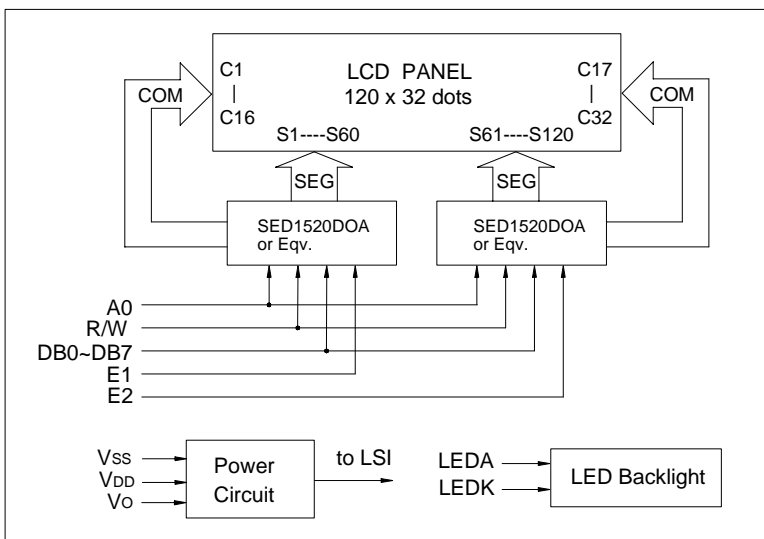 C1
|
C16
COM
LCD PANEL
120 x 32 dots
C17
|
C32
COM
S1----S60
S61----S120
SEG
SEG
SED1520DOA
or Eqv.
SED1520DOA
or Eqv.
A0
R/W
DB0~DB7
E1
E2
VSS
VDD
VO
Power
Circuit
to LSI
LEDA
LEDK
LED Backlight